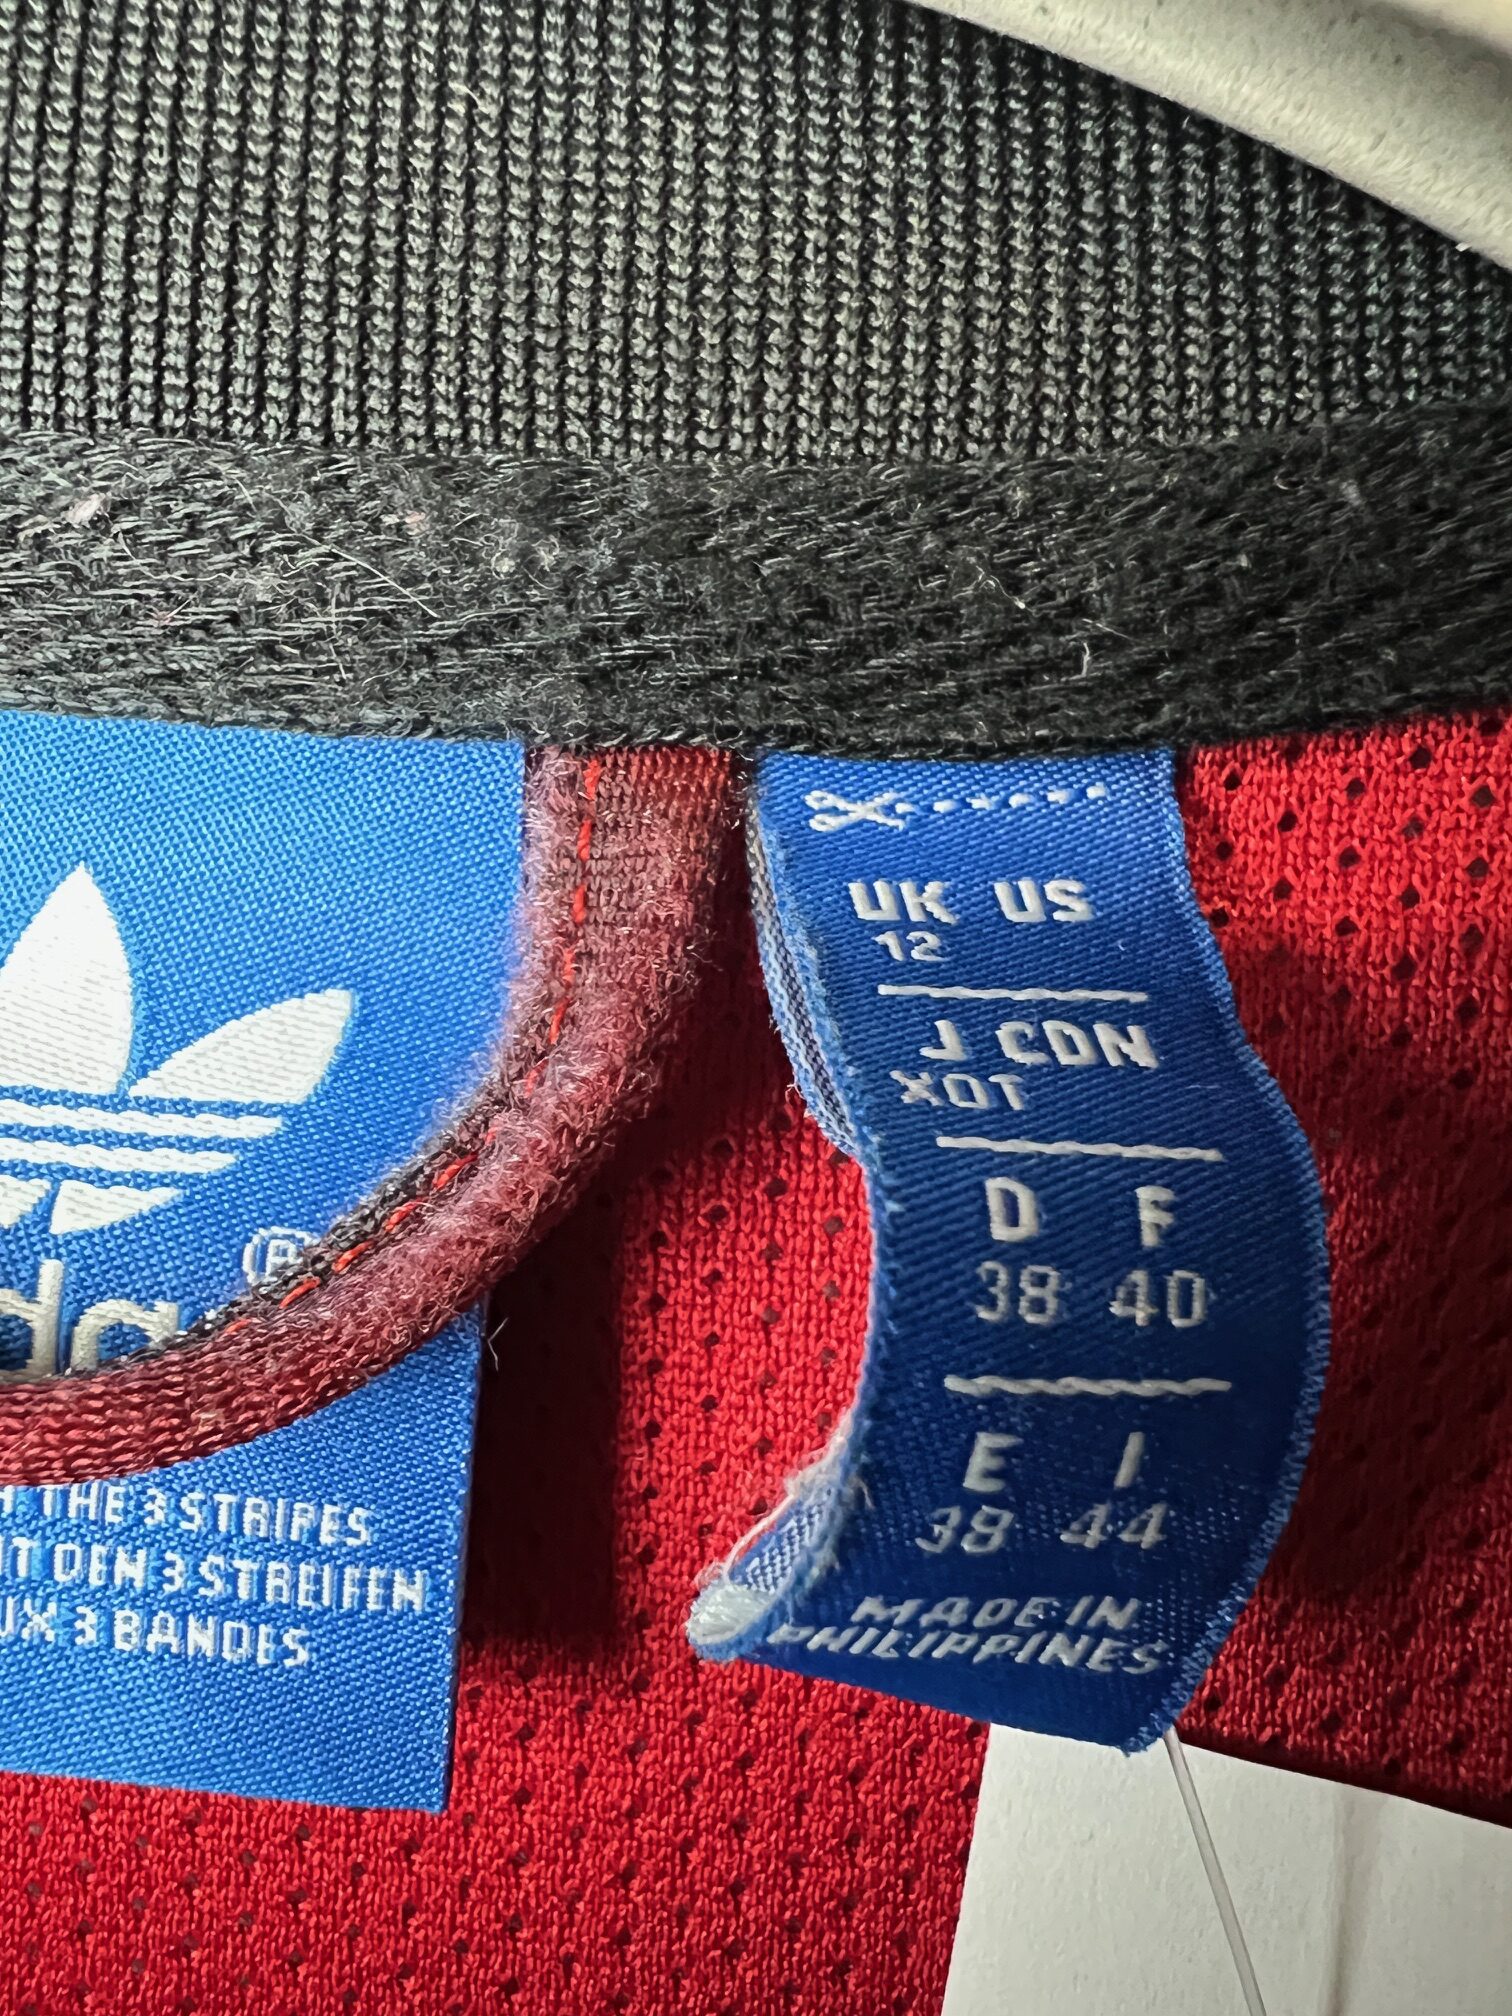 ®
THE 3 STRIPES
DEN 3 STREIFEN
3 BANDES
UK US
12
J CDN
XOT
D F
38 40
E I
38 44
MADE IN
PHILIPPINES